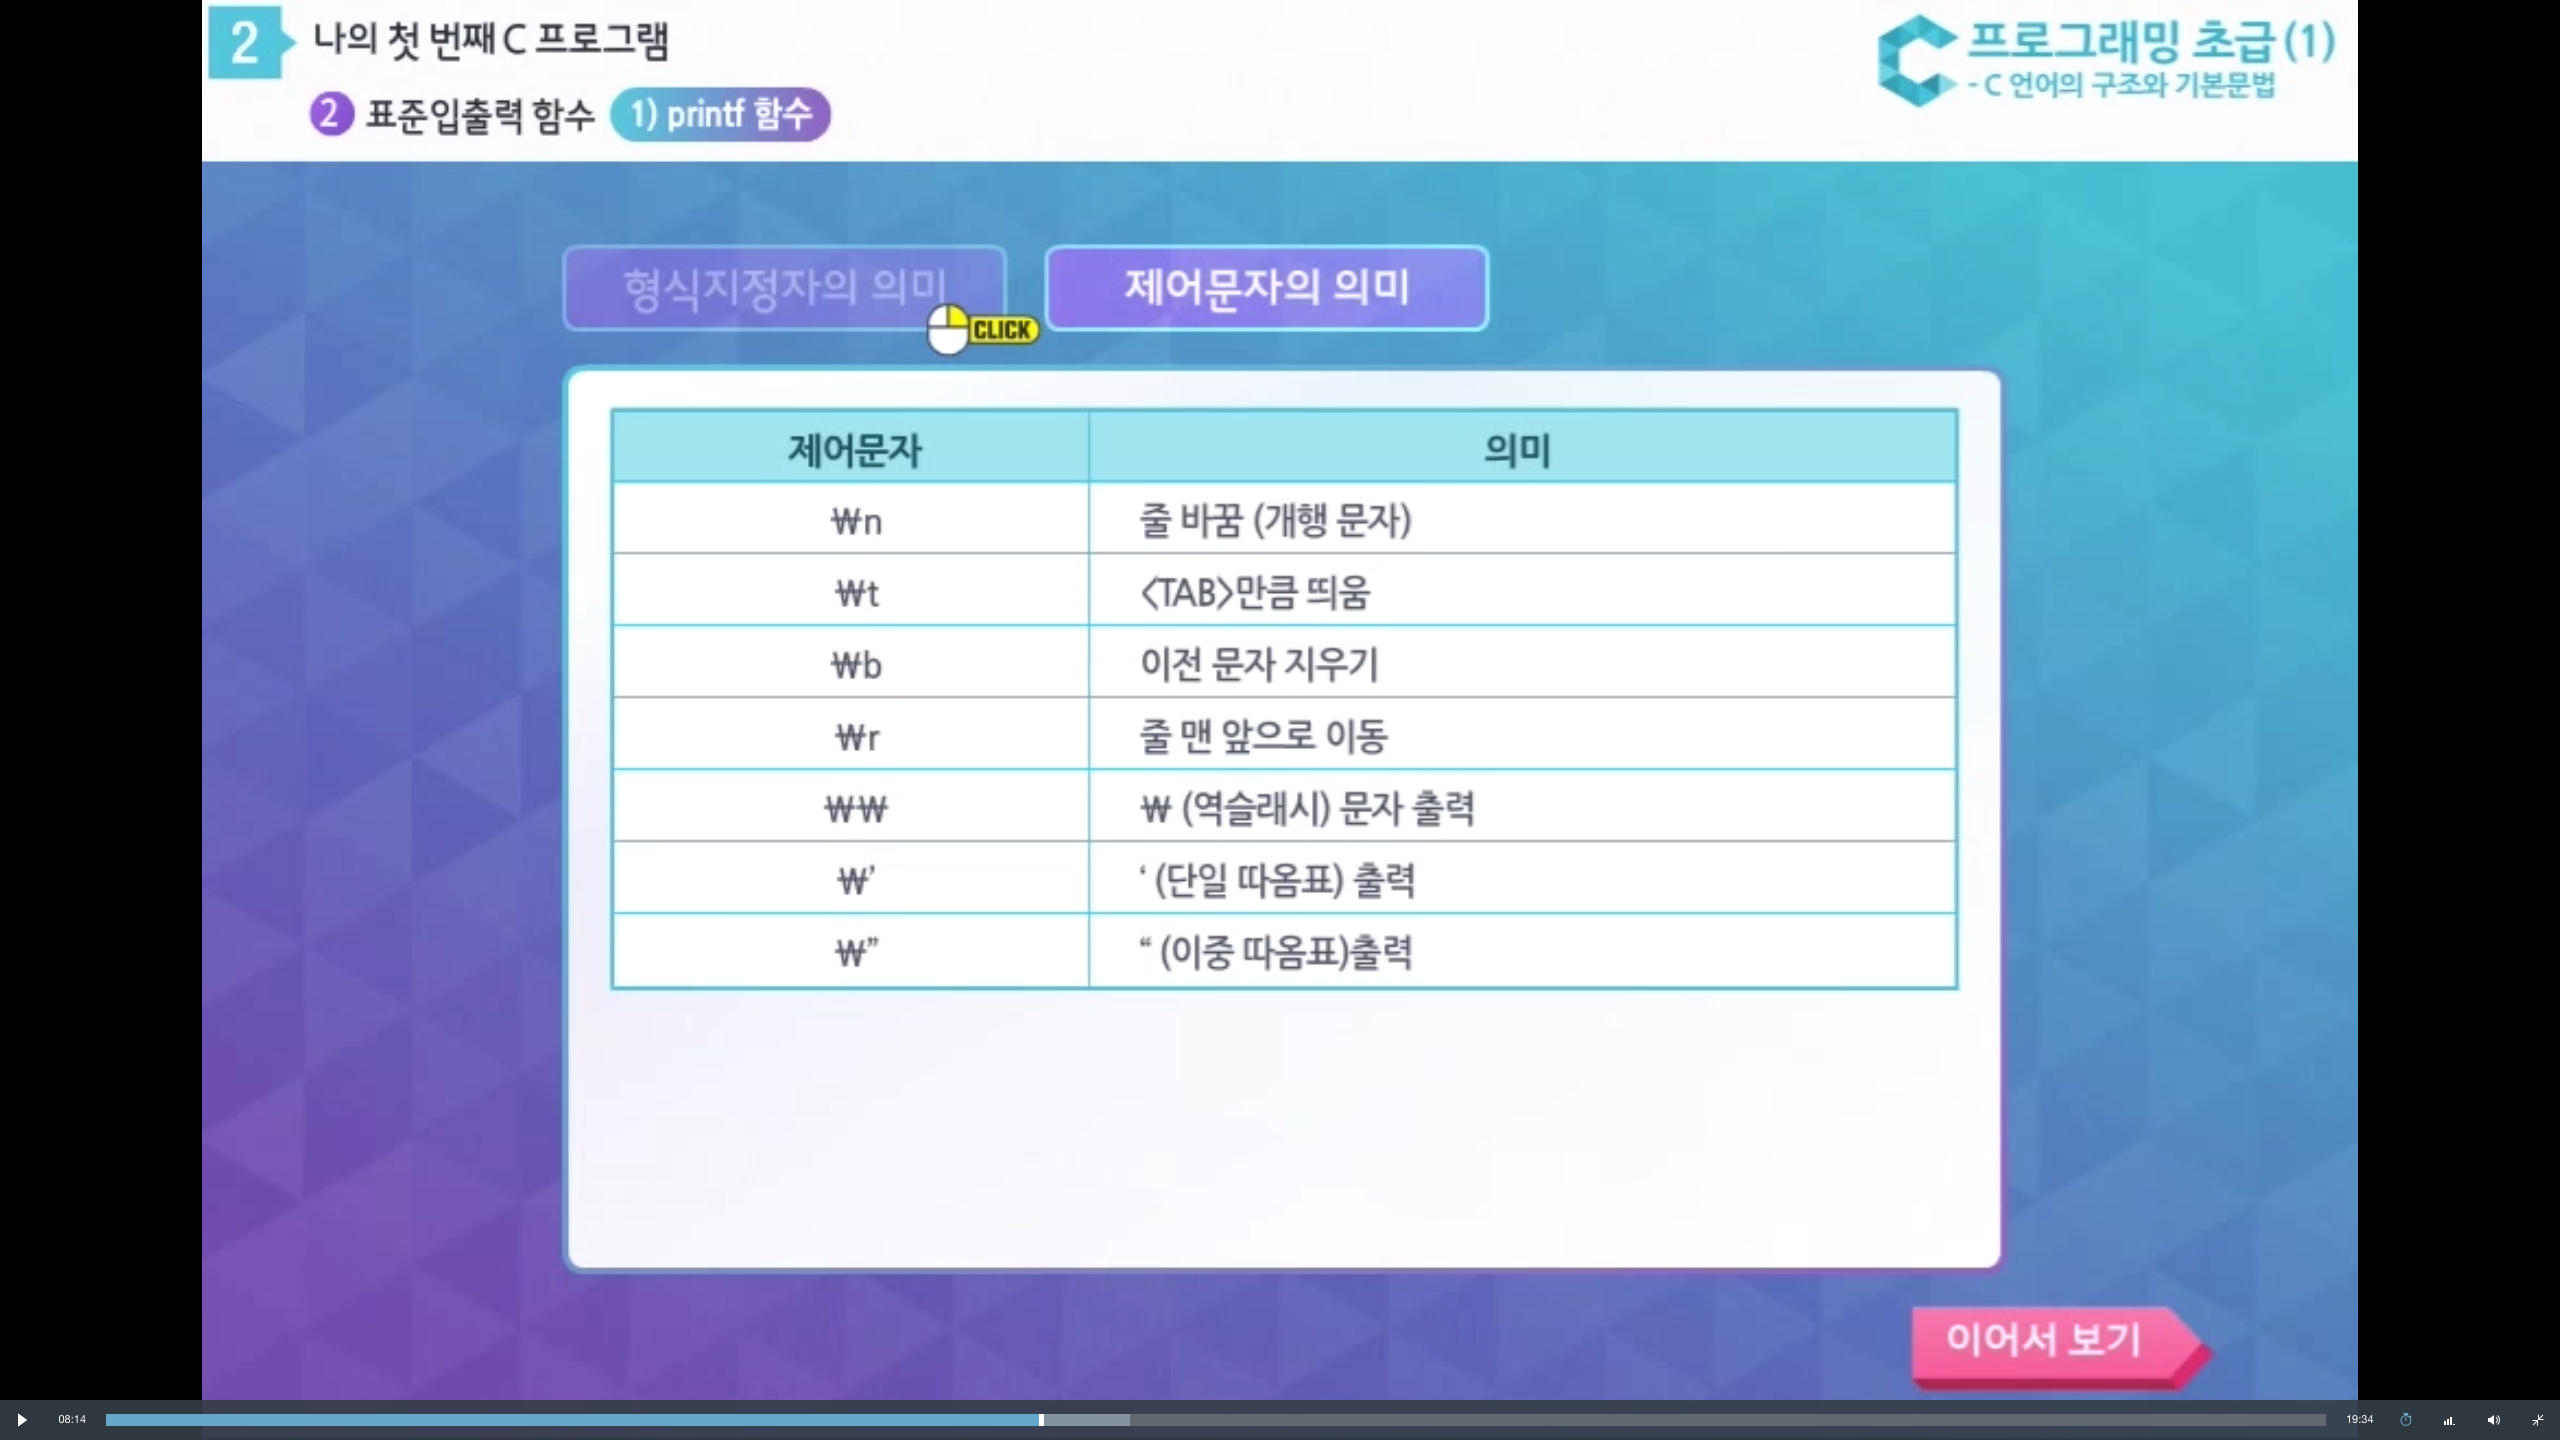 2 나의 첫 번째 C 프로그램
프로그래밍 초급(1)
- C 언어의 구조와 기본문법
2 표준입출력 함수 1) printf 함수
형식지정자의 의미 제어문자의 의미
CLICK
제어문자 의미
₩n 줄 바꿈 (개행 문자)
₩t <TAB>만큼 띄움
₩b 이전 문자 지우기
₩r 줄 맨 앞으로 이동
₩₩ ₩ (역슬래시) 문자 출력
₩’ ‘ (단일 따옴표) 출력
₩” “ (이중 따옴표)출력
이어서 보기
08:14 19:34